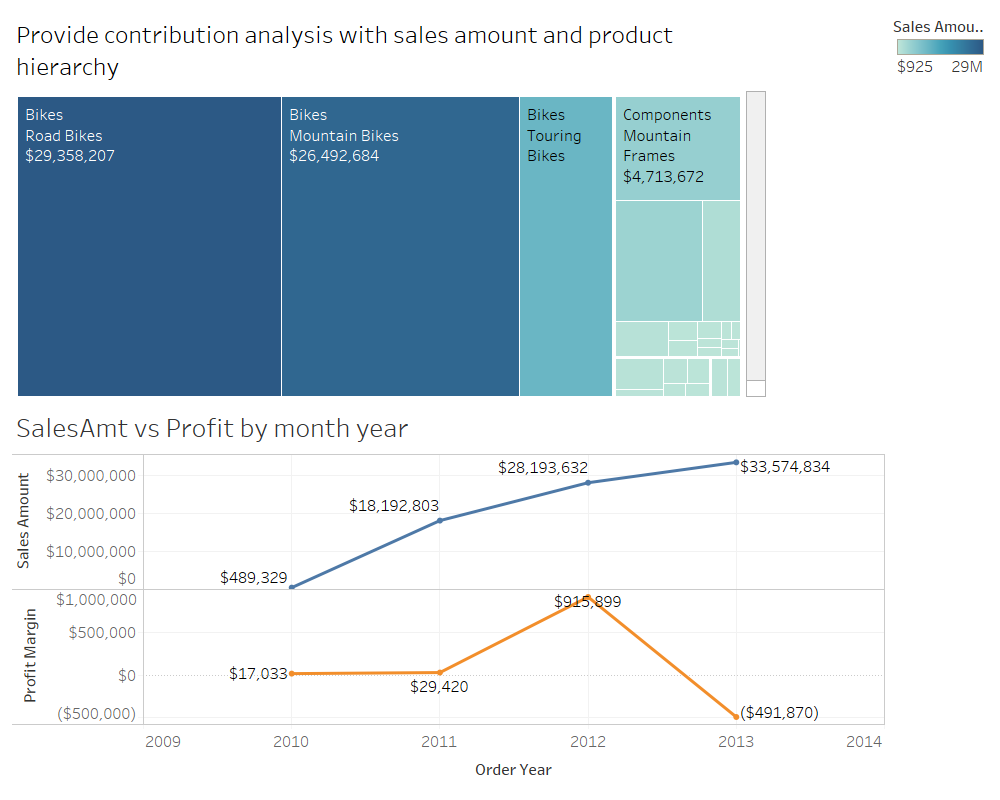 Provide contribution analysis with sales amount and product
hierarchy
Sales Amou..
$925 29M
Bikes
Road Bikes
$29,358,207
Bikes
Mountain Bikes
$26,492,684
Bikes
Touring
Bikes
Components
Mountain
Frames
$4,713,672
SalesAmt vs Profit by month year
Sales Amount
$30,000,000
$20,000,000
$10,000,000
$0
$489,329
$18,192,803
$28,193,632
$33,574,834
Profit Margin
$1,000,000
$500,000
$0
($500,000)
$17,033
$29,420
$915,899
($491,870)
2009 2010 2011 2012 2013 2014
Order Year